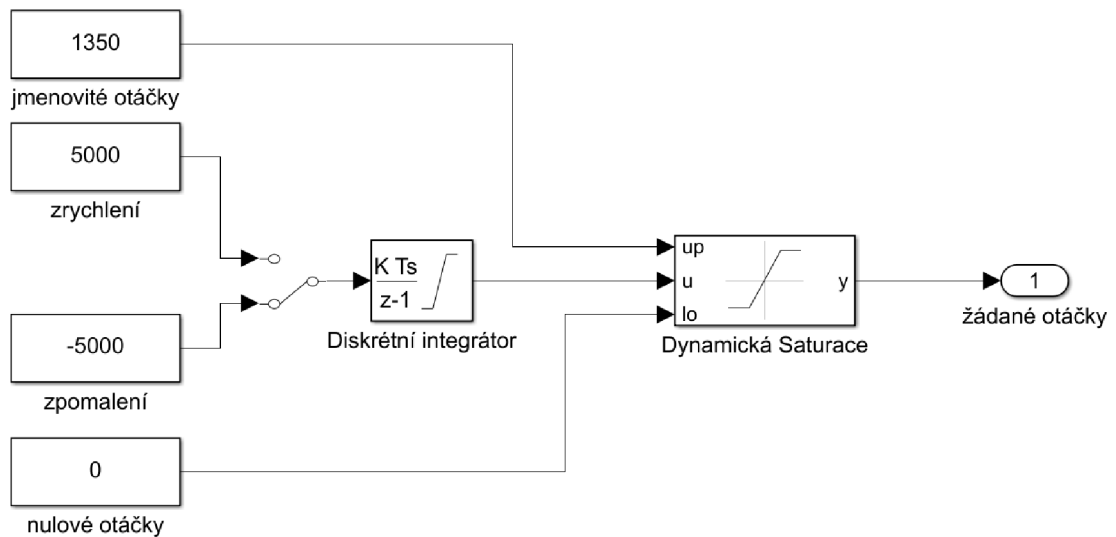 1350
jmenovité otáčky
5000
zrychlení
-5000
zpomalení
0
nulové otáčky
K Ts
z-1
Diskrétní integrátor
up
u
lo
y
Dynamická Saturace
1
žádané otáčky